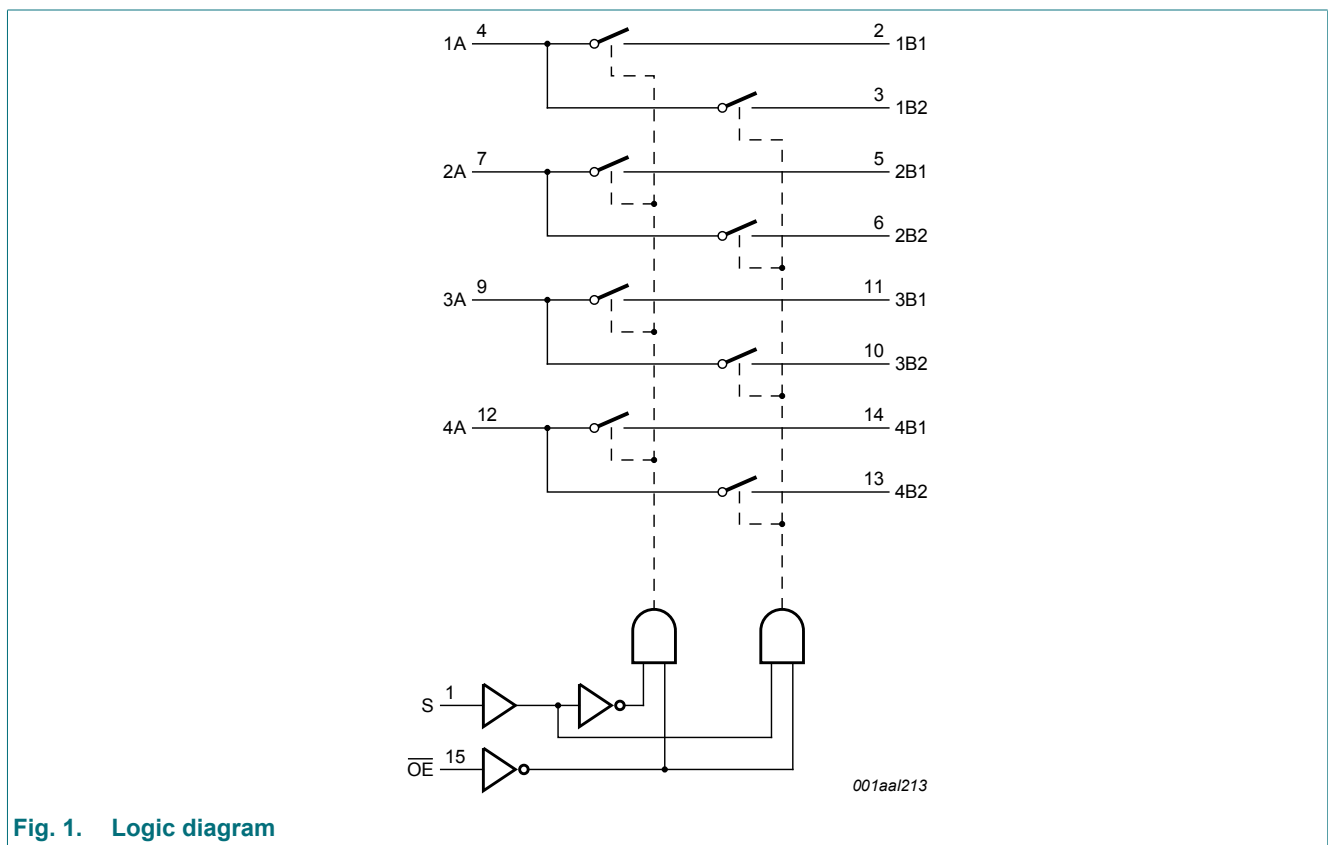 1A 4 2 1B1
3 1B2
2A 7 5 2B1
6 2B2
3A 9 11 3B1
10 3B2
4A 12 14 4B1
13 4B2
S 1
OE 15
001aal213
Fig. 1. Logic diagram